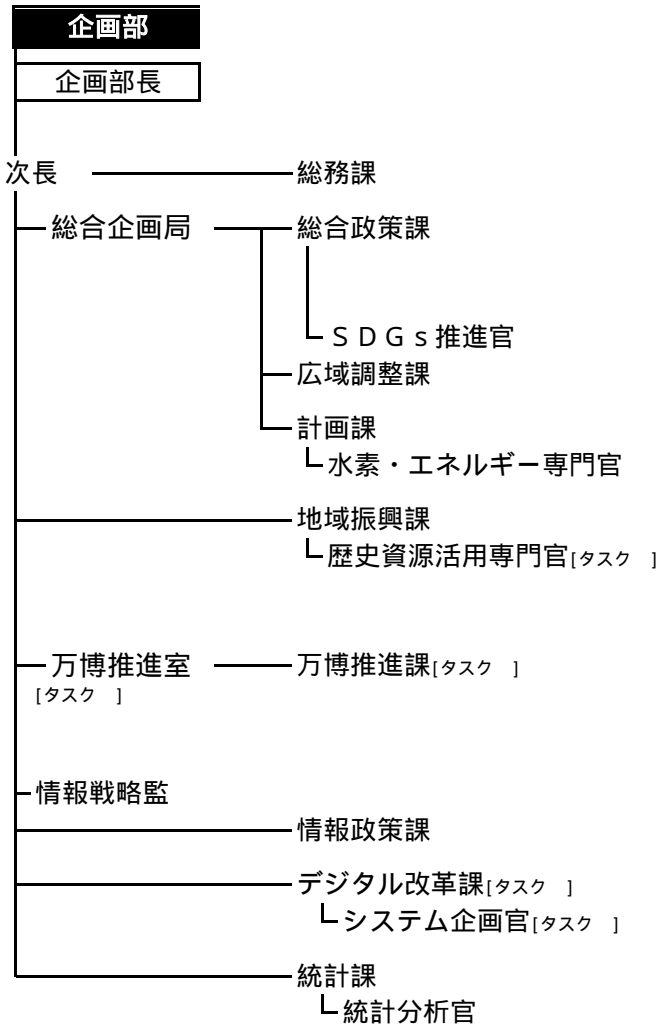 企画部
企画部長
次長 総務課
総合企画局 総合政策課
ＳＤＧｓ推進官
広域調整課
計画課
水素・エネルギー専門官
地域振興課
歴史資源活用専門官[タスク　]
万博推進室 万博推進課[タスク　]
[タスク　]
情報戦略監
情報政策課
デジタル改革課[タスク　]
システム企画官[タスク　]
統計課
統計分析官